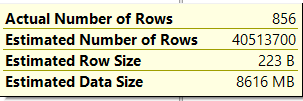 Actual Number of Rows 856
Estimated Number of Rows 40513700
Estimated Row Size 223 B
Estimated Data Size 8616 MB